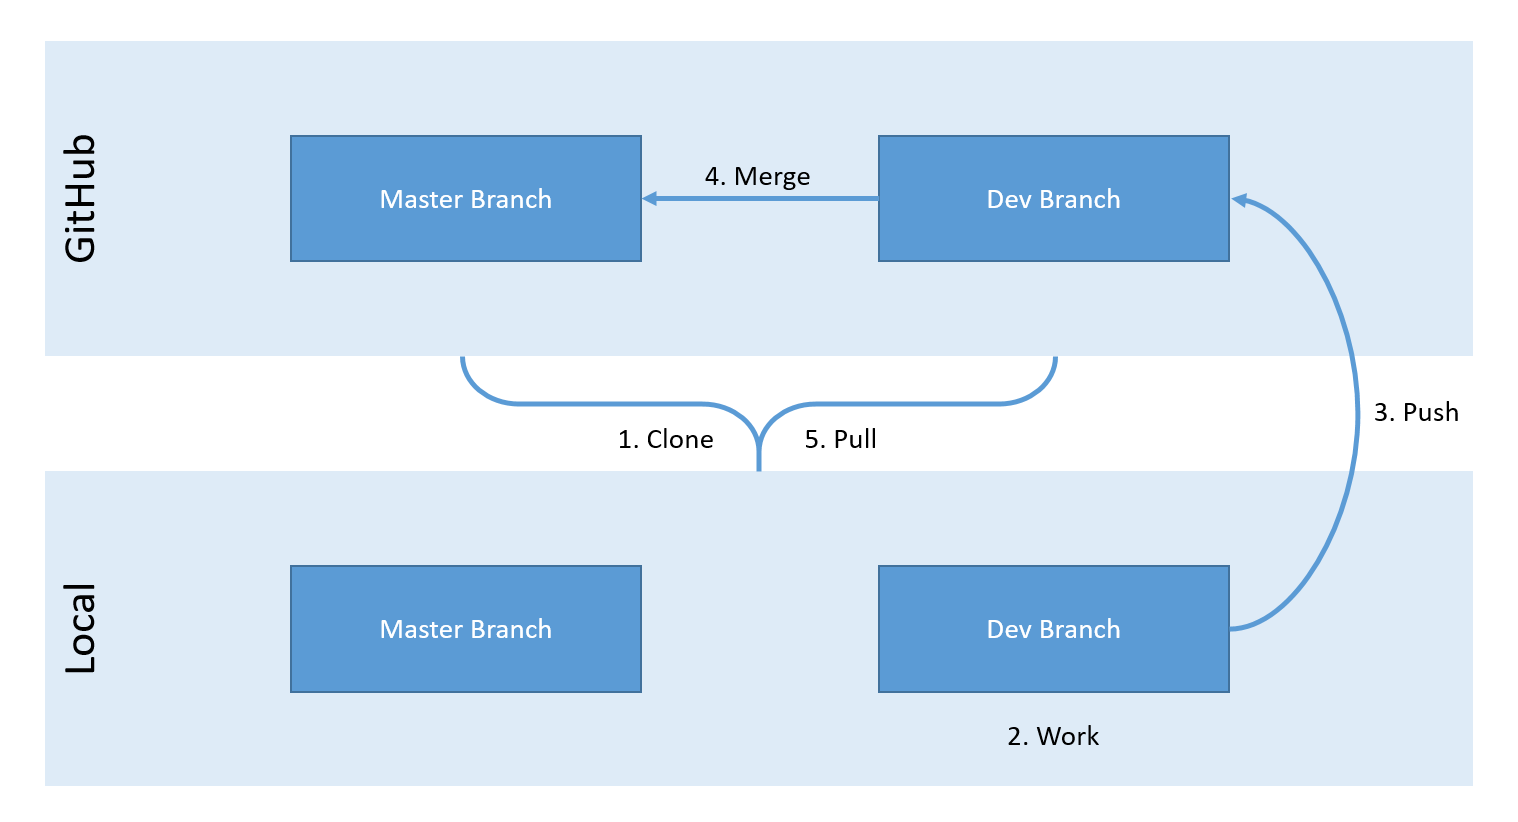 GitHub
Master Branch
4. Merge
Dev Branch
1. Clone
5. Pull
3. Push
Local
Master Branch
Dev Branch
2. Work